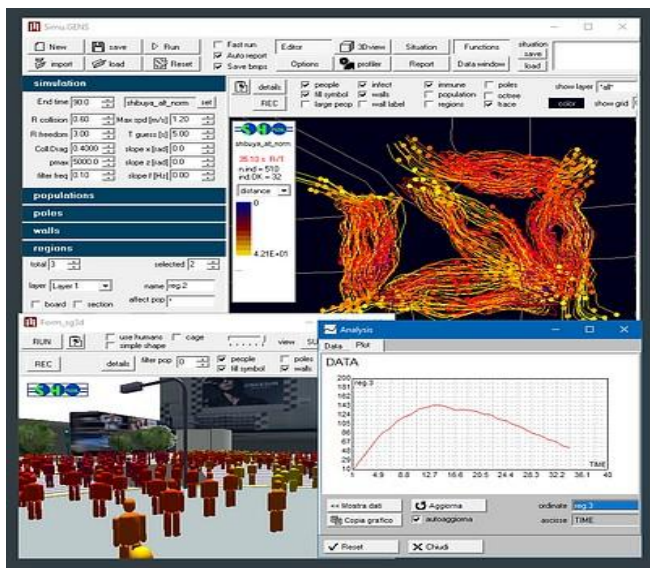 Simu.GENS
New save Run Fast run Editor 3Dview Situation Functions situation
Auto report save
import load Reset Save bmps Options profiler Report Data window load
simulation
End time 90.0 shibuya_alt_norm set
R collision 0.60 Max spd [m/s] 1.20
R freedom 3.00 T guess [s] 5.00
Coll.Drag 0.4000 slope x [rad] 0.0
pmax 5000.0 slope z [rad] 0.0
filter freq 0.10 slope f [Hz] 0.00
populations
poles
walls
regions
total 3 selected 2
layer Layer 1 name reg.2
board section affect pop *
details people infect immune poles show layer "all"
fill symbol walls population octree
REC large peop wall label regions trace color show grid
shibuya_alt_norm
n.ind = 510
ind.OK = 32
distance
0
4.21E+01
Form_sg3d
RUN use humans cage view
simple shape
REC details filter pop 0 people poles
fill symbol walls
Analysis
Data Plot
DATA
reg.3
200
181
162
143
124
105
86
67
48
29
10
4.9 8.8 12.7 16.6 20.5 24.4 28.3 32.2 36.1 40
TIME
<< Mostra dati Aggiorna ordinate reg.3
Copia grafico autoaggiorna ascisse TIME
Reset Chiudi